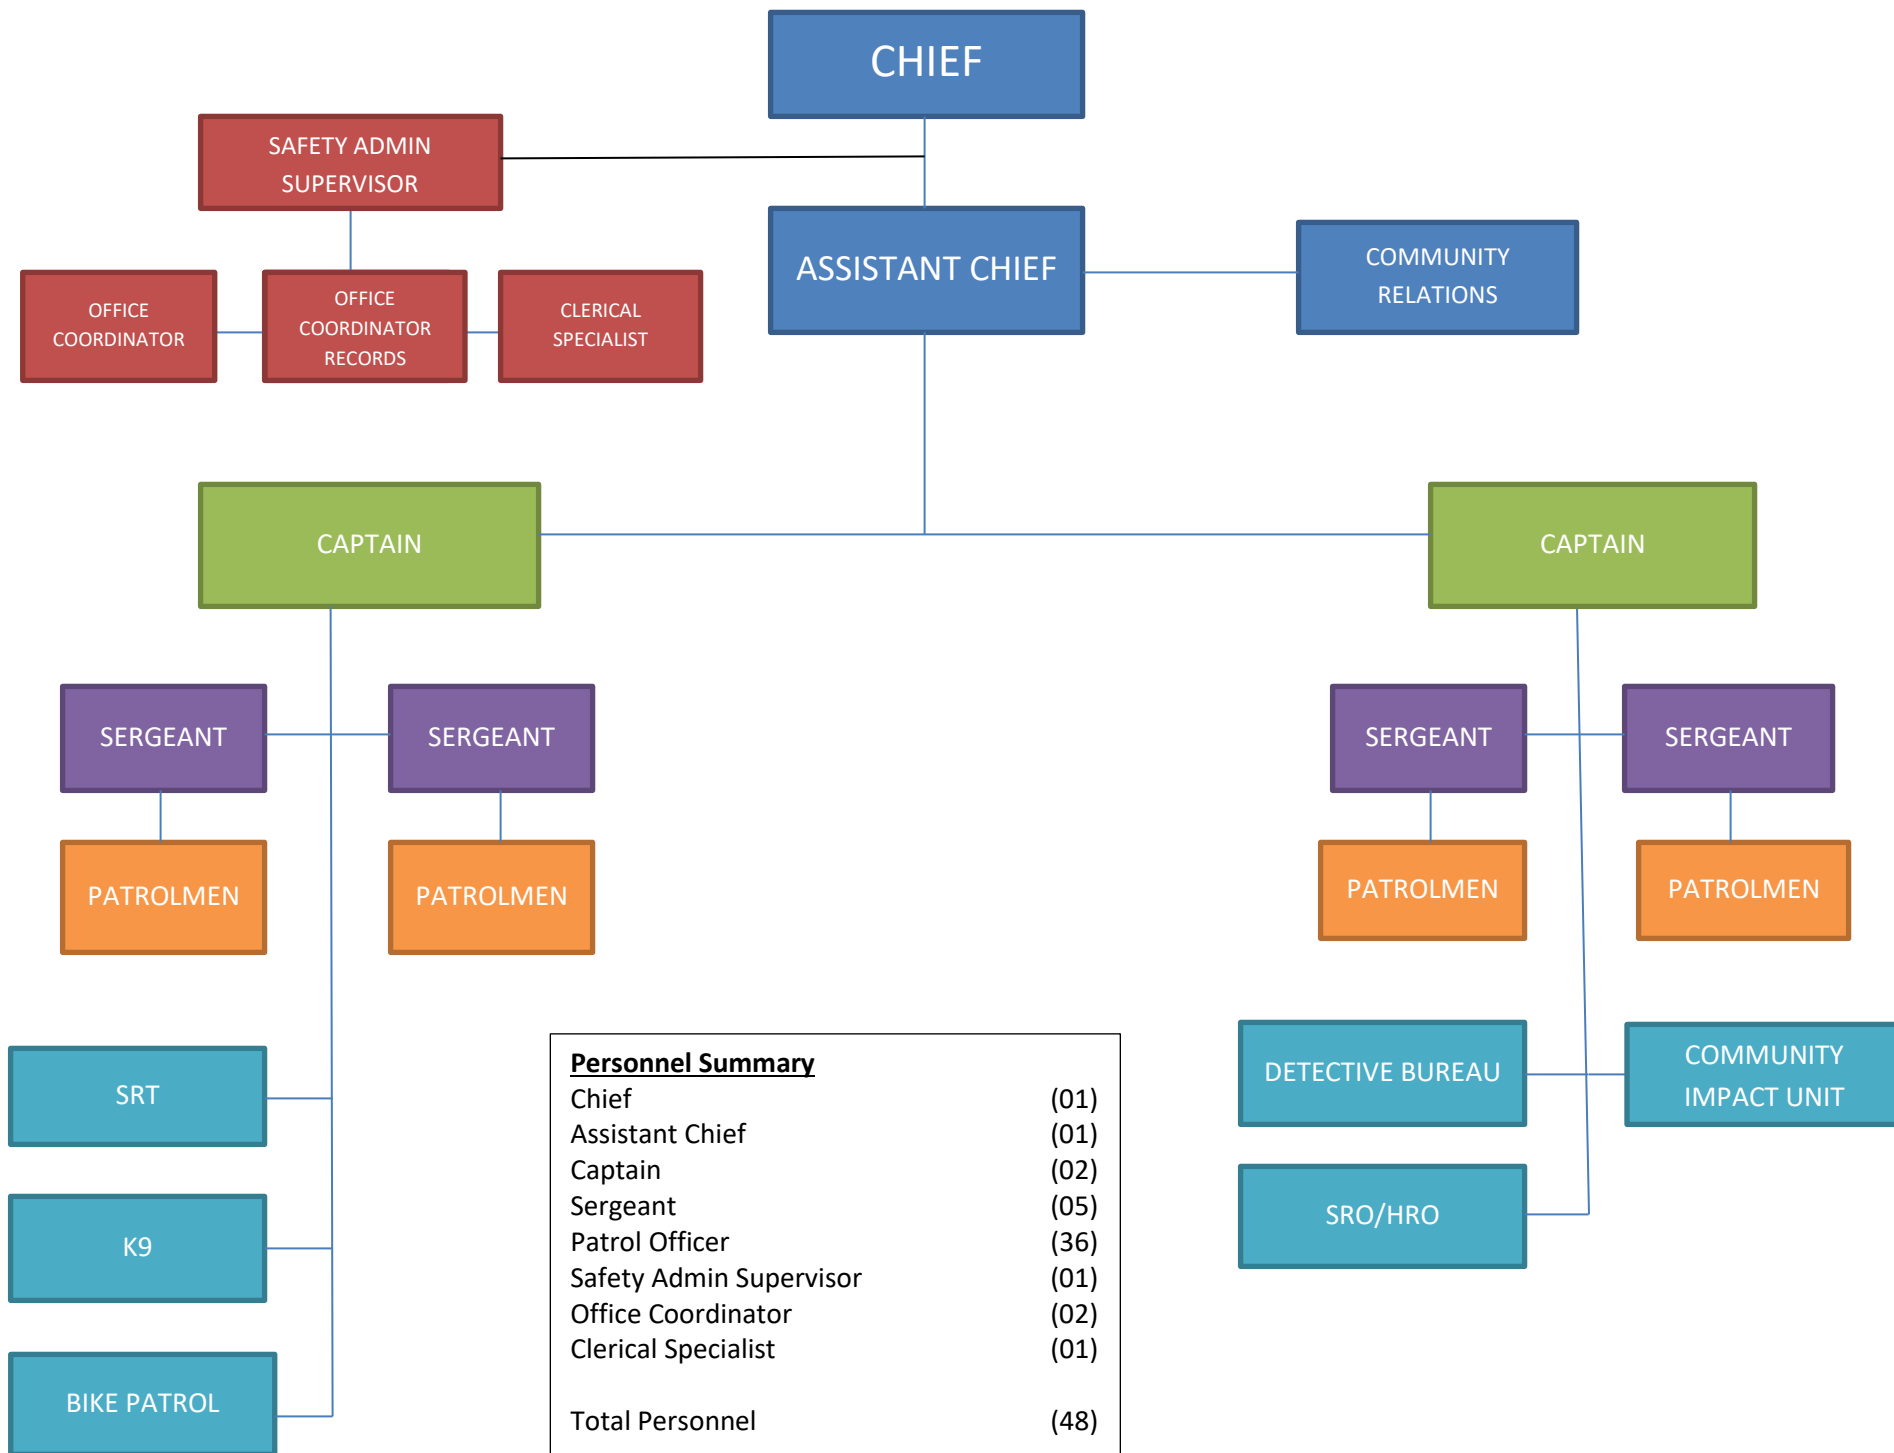 CHIEF
SAFETY ADMIN
SUPERVISOR
ASSISTANT CHIEF
COMMUNITY
RELATIONS
OFFICE
COORDINATOR
OFFICE
COORDINATOR
RECORDS
CLERICAL
SPECIALIST
CAPTAIN
CAPTAIN
SERGEANT
SERGEANT
SERGEANT
SERGEANT
PATROLMEN
PATROLMEN
PATROLMEN
PATROLMEN
SRT
K9
BIKE PATROL
Personnel Summary
Chief (01)
Assistant Chief (01)
Captain (02)
Sergeant (05)
Patrol Officer (36)
Safety Admin Supervisor (01)
Office Coordinator (02)
Clerical Specialist (01)
Total Personnel (48)
DETECTIVE BUREAU
COMMUNITY
IMPACT UNIT
SRO/HRO